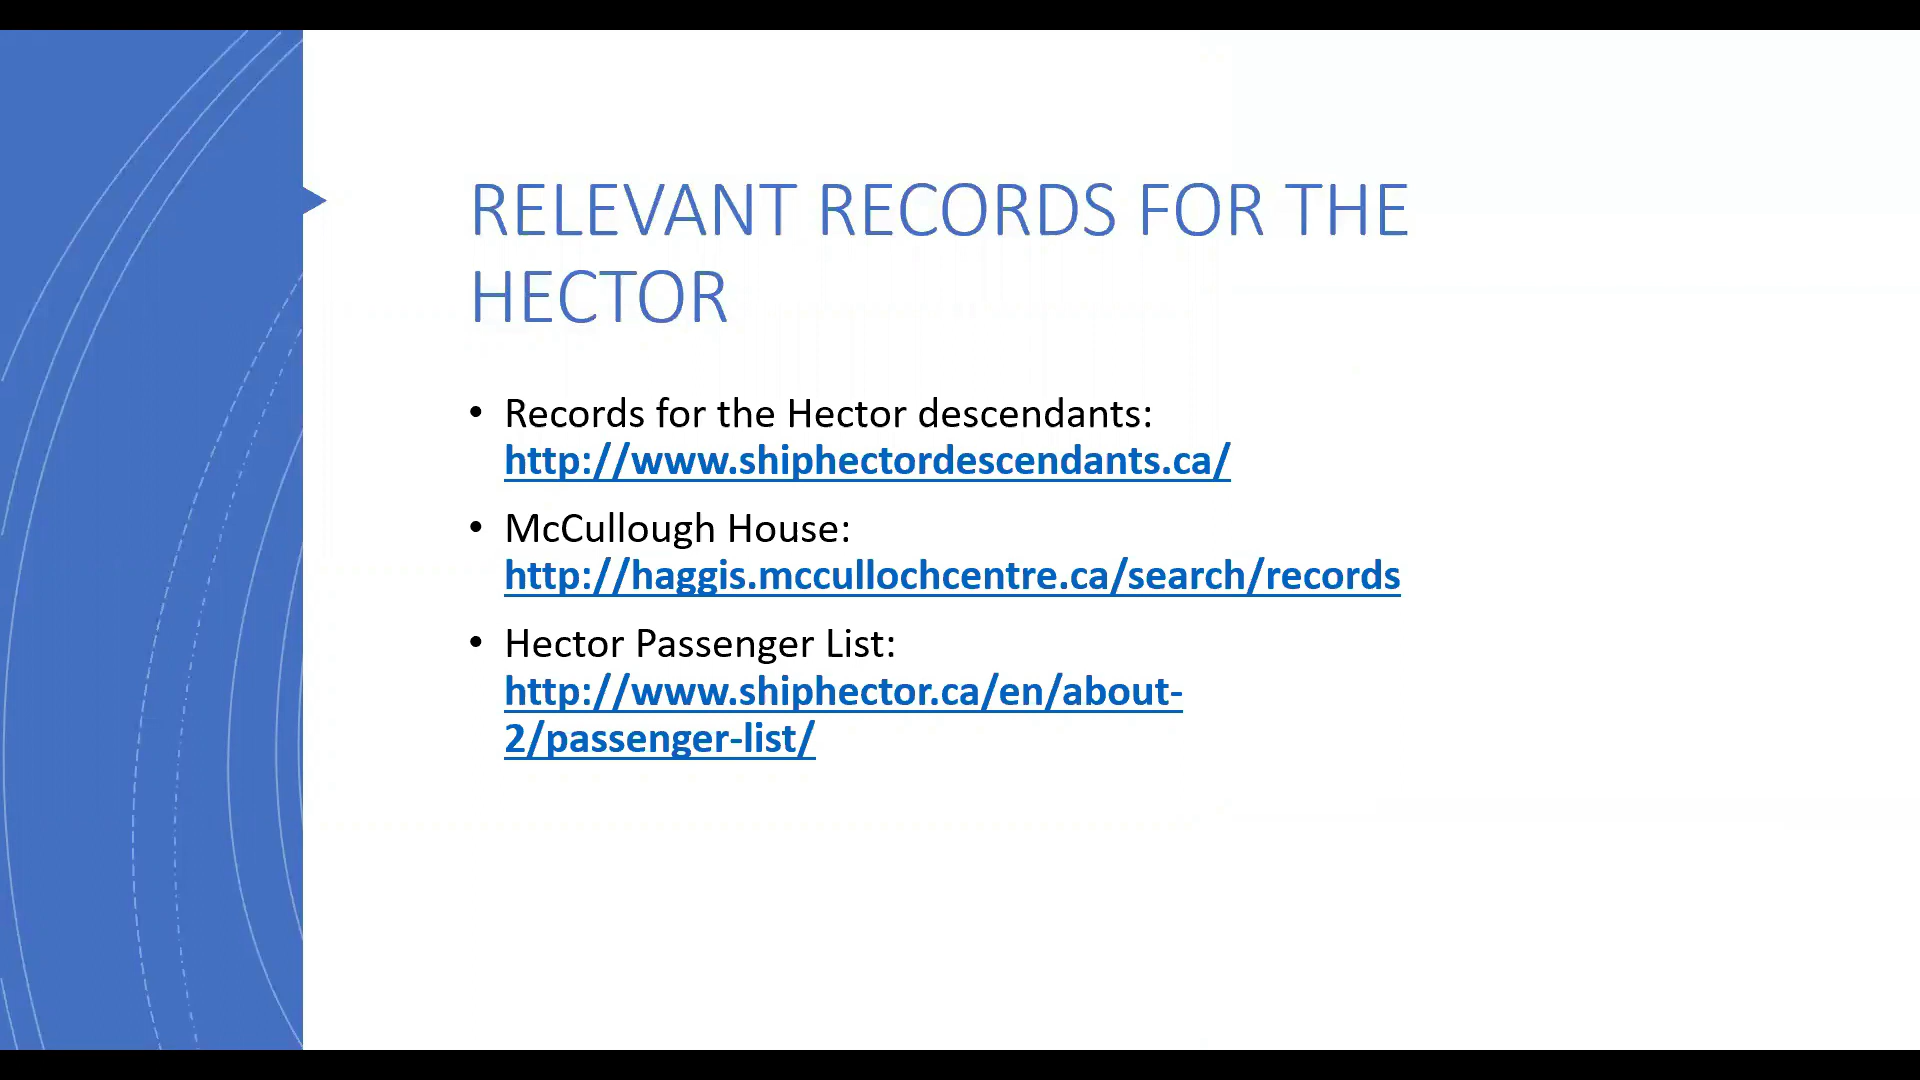 RELEVANT RECORDS FOR THE
HECTOR
• Records for the Hector descendants:
http://www.shiphectordescendants.ca/
• McCullough House:
http://haggis.mccullochcentre.ca/search/records
• Hector Passenger List:
http://www.shiphector.ca/en/about-
2/passenger-list/